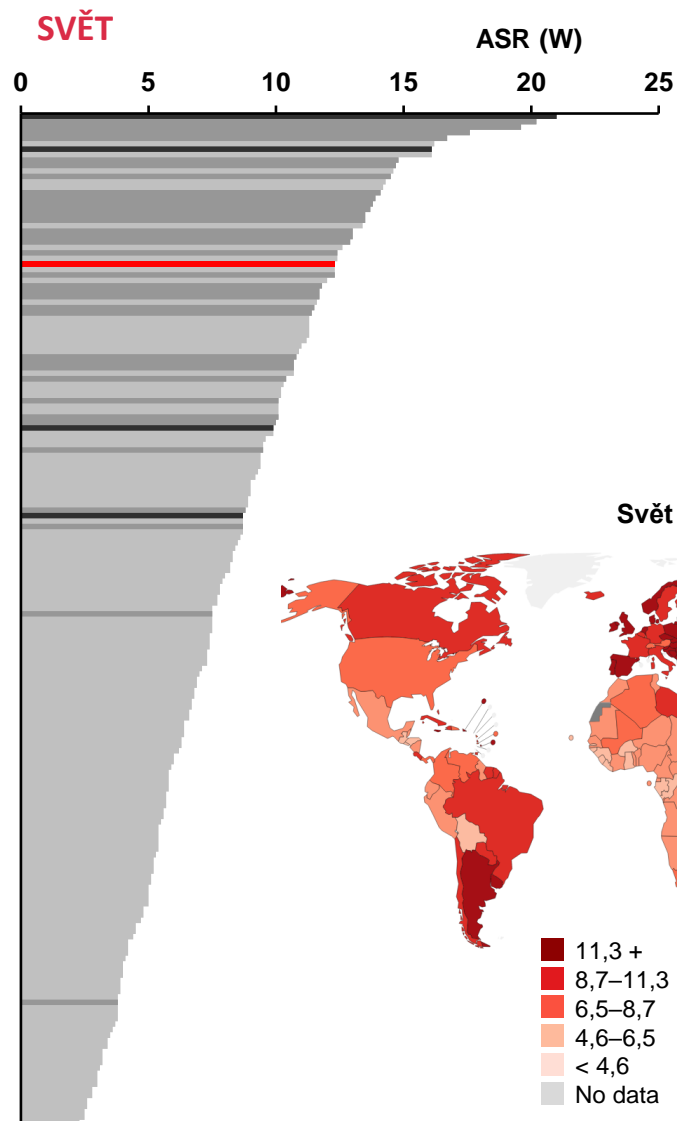 SVĚT
ASR (W)
0 5 10 15 20 25
Svět
11,3 +
8,7–11,3
6,5–8,7
4,6–6,5
< 4,6
No data